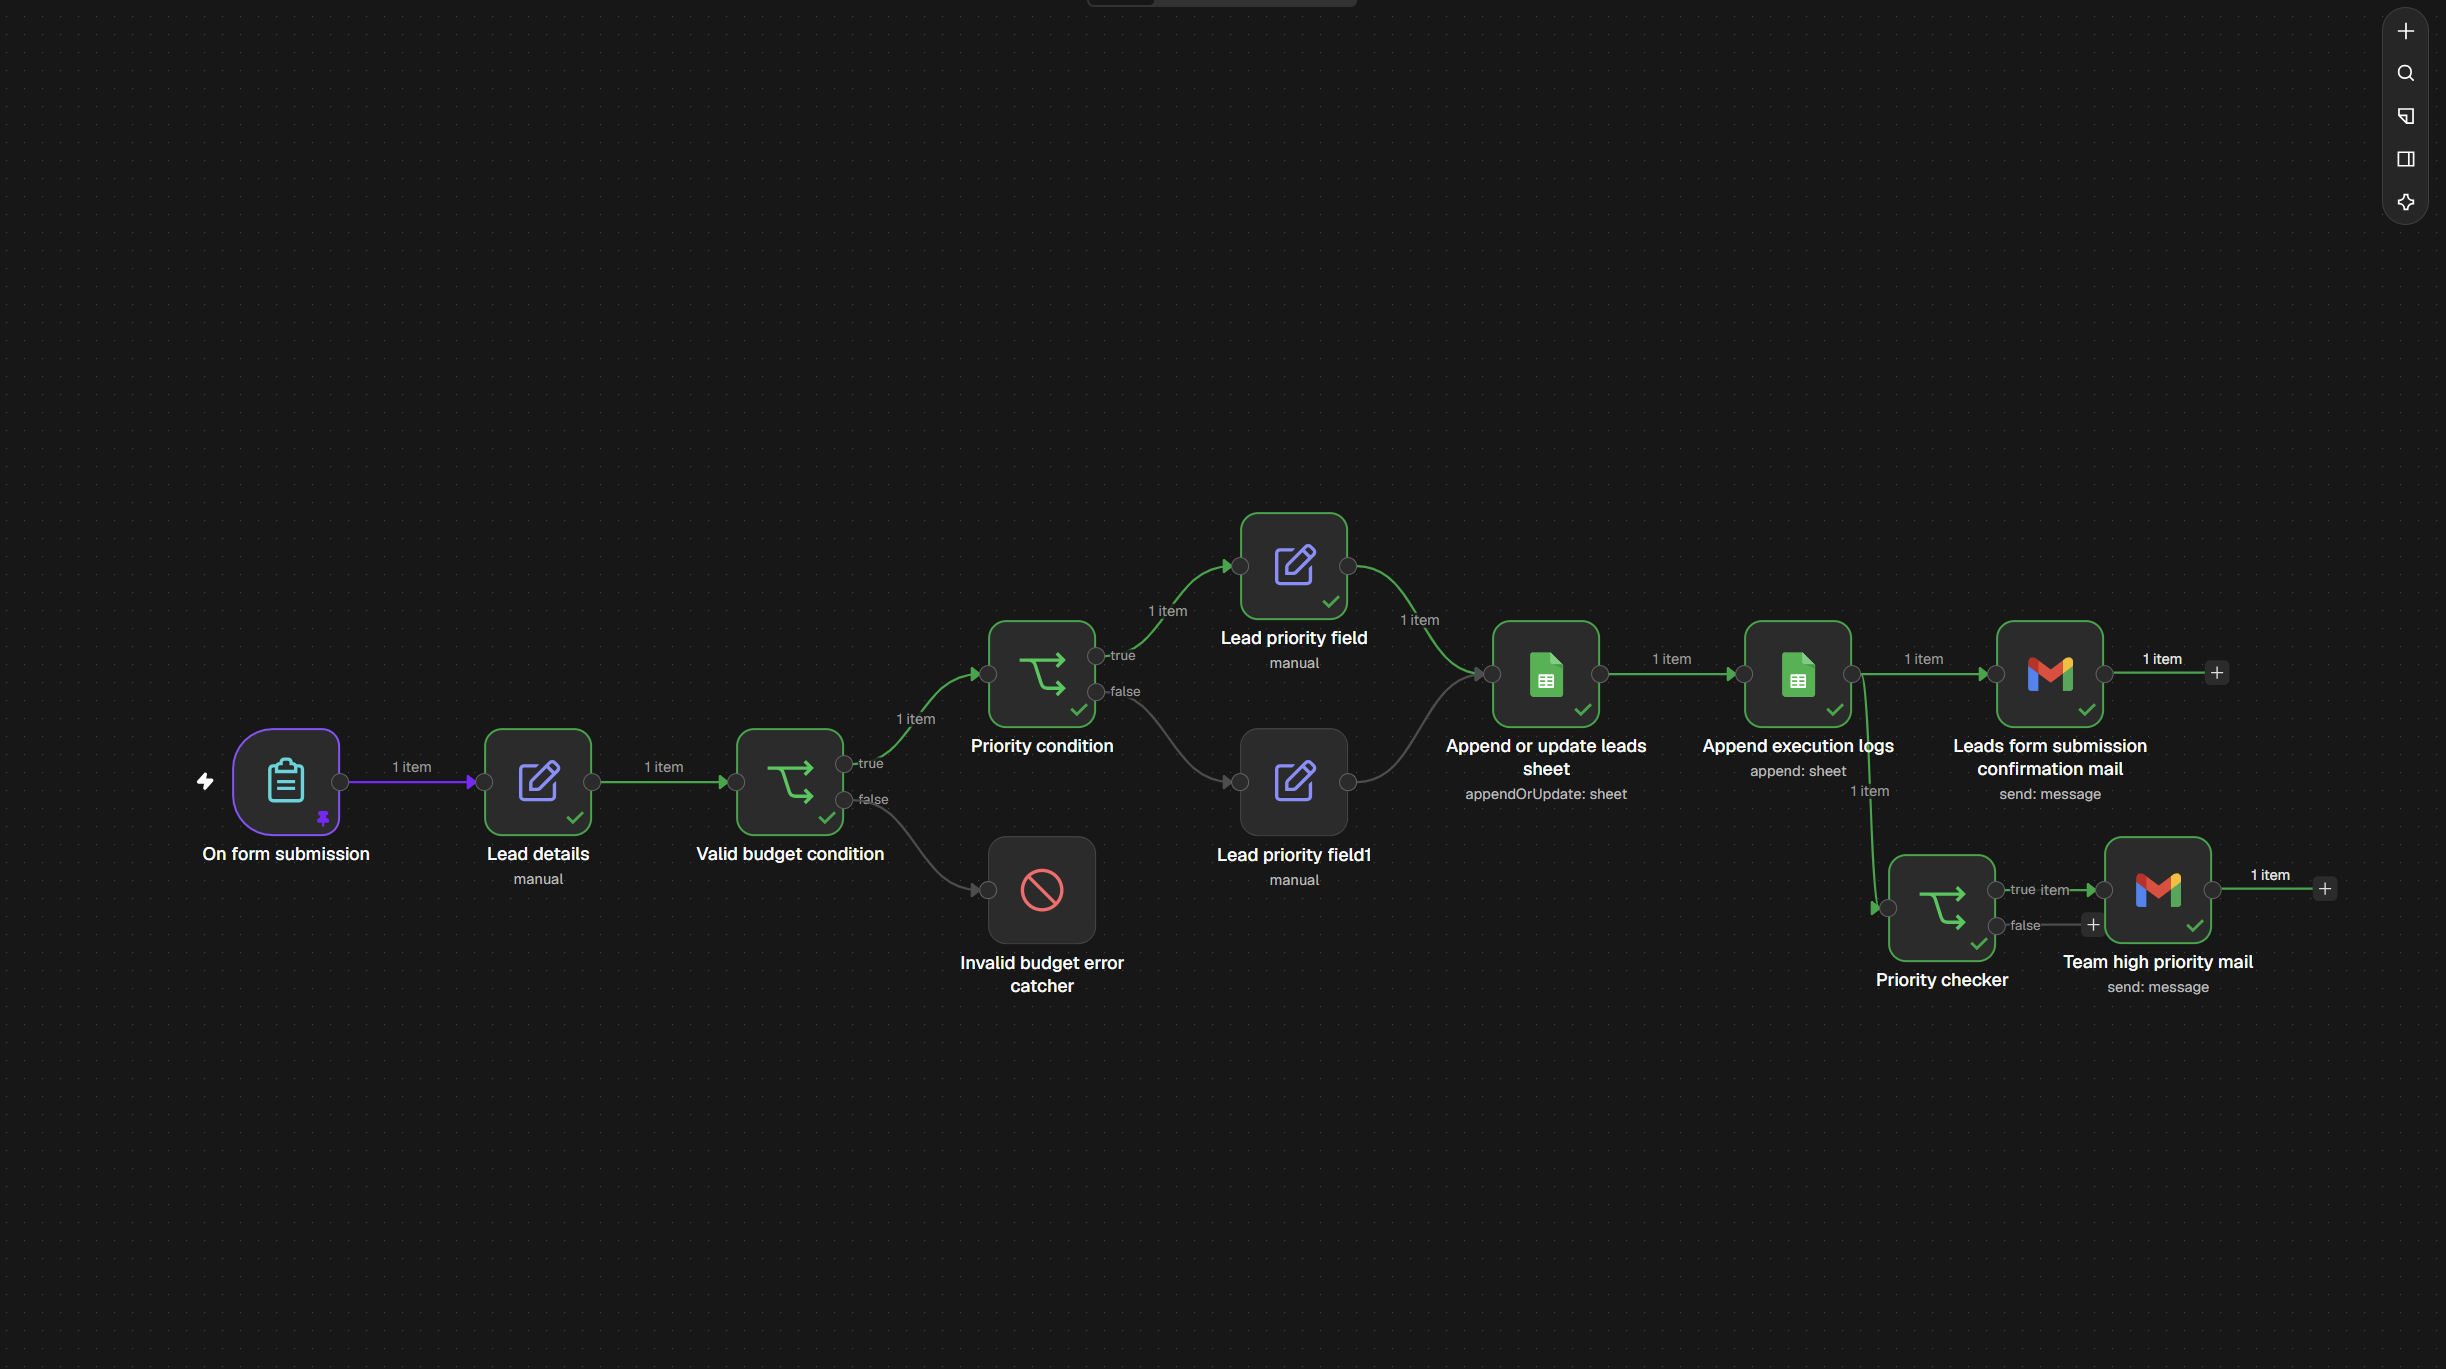 1 item
Lead priority field
manual
1 item
1 item
true
false
Priority condition
1 item
Append or update leads
sheet
appendOrUpdate: sheet
1 item
Append execution logs
append: sheet
1 item
Leads form submission
confirmation mail
send: message
1 item
On form submission
1 item
Lead details
manual
1 item
true
false
Valid budget condition
Lead priority field1
manual
Invalid budget error
catcher
1 item
true item
false
Priority checker
1 item
Team high priority mail
send: message